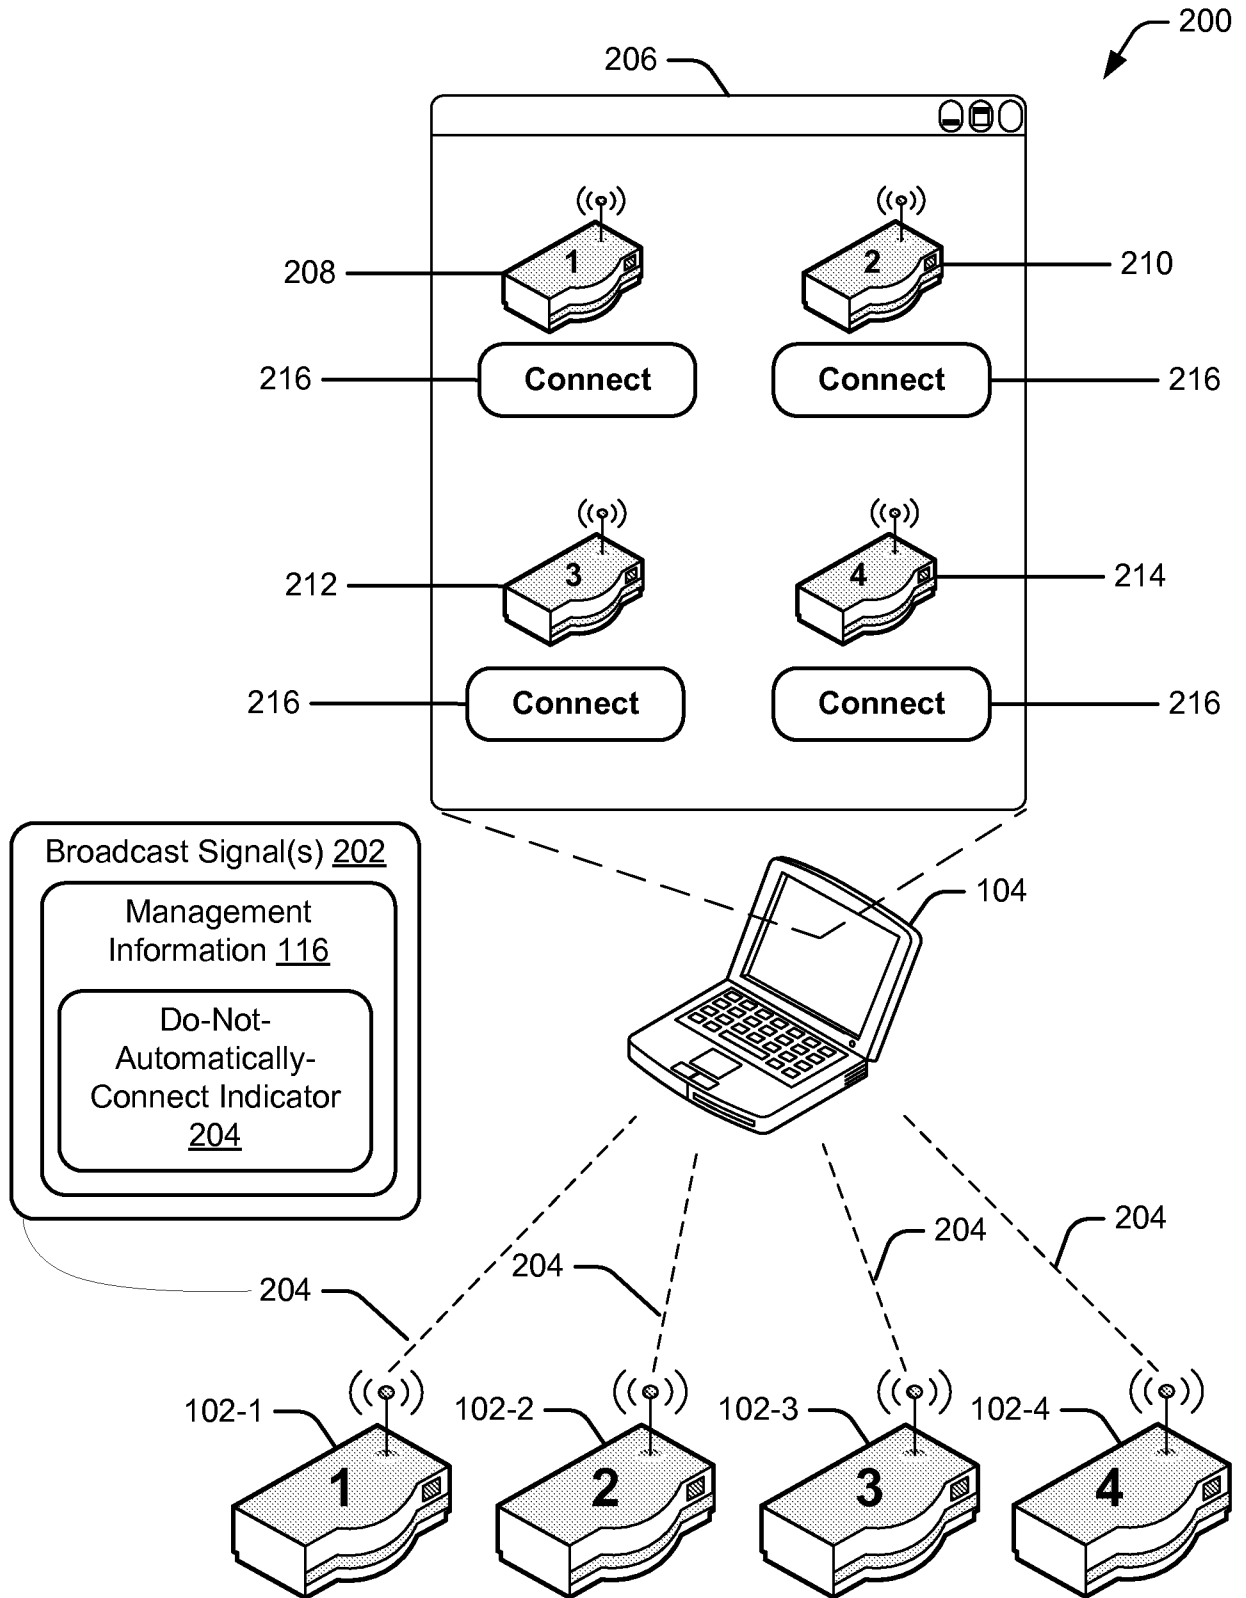 200
206
1
2
208
210
216
Connect
Connect
216
3
4
212
214
216
Connect
Connect
216
Broadcast Signal(s) 202
Management
Information 116
Do-Not-
Automatically-
Connect Indicator
204
104
204
204
204
204
102-1
102-2
102-3
102-4
1
2
3
4